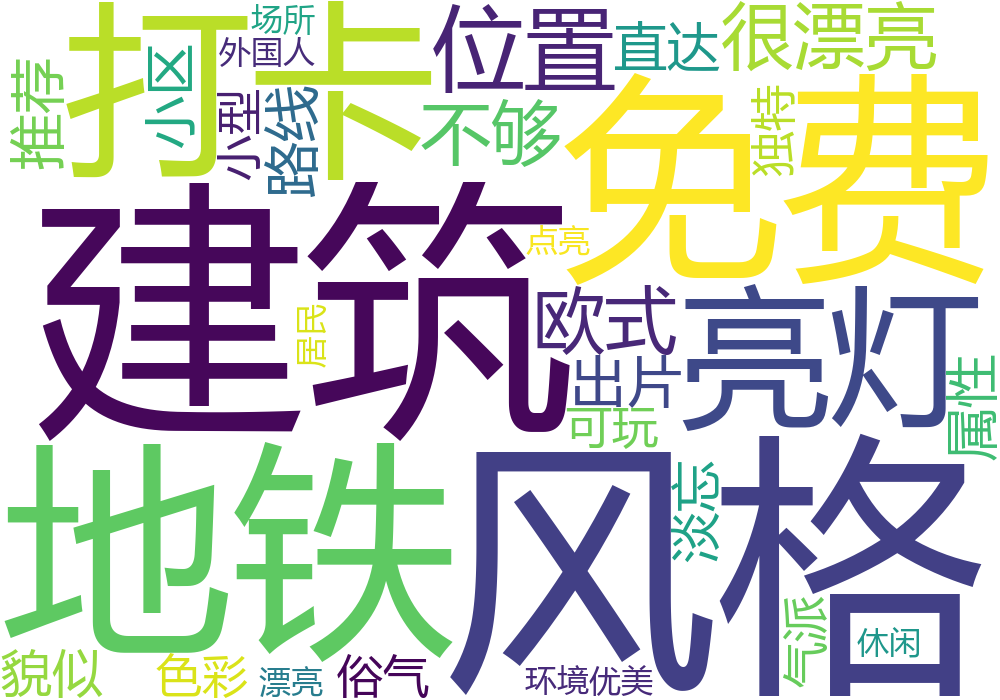 打卡
场所
外国人
位置
直达
很漂亮
推荐
小区
小型
路线
不够
免费
独特
建筑
点亮
居民
欧式
亮灯
出片
可玩
属性
地铁
风格
淡忘
气派
休闲
貌似
色彩
漂亮
俗气
环境优美